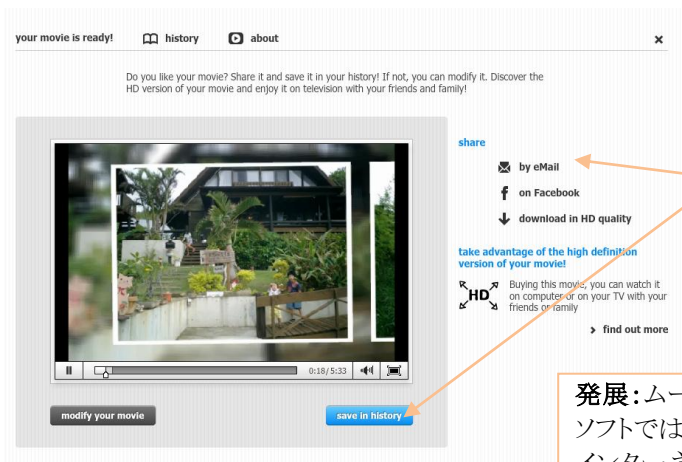 your movie is ready!
history
about
Do you like your movie? Share it and save it in your history! If not, you can modify it. Discover the
HD version of your movie and enjoy it on television with your friends and
family!
share
by eMail
on Facebook
download in HD quality
take advantage of the high definition
version of your movie!
HD
Buying this movie, you can watch it
on computer or on your TV with your
friends or family
find out more
0:18/5:33
modify your movie
save in history
発展:ムー
ソフトでは